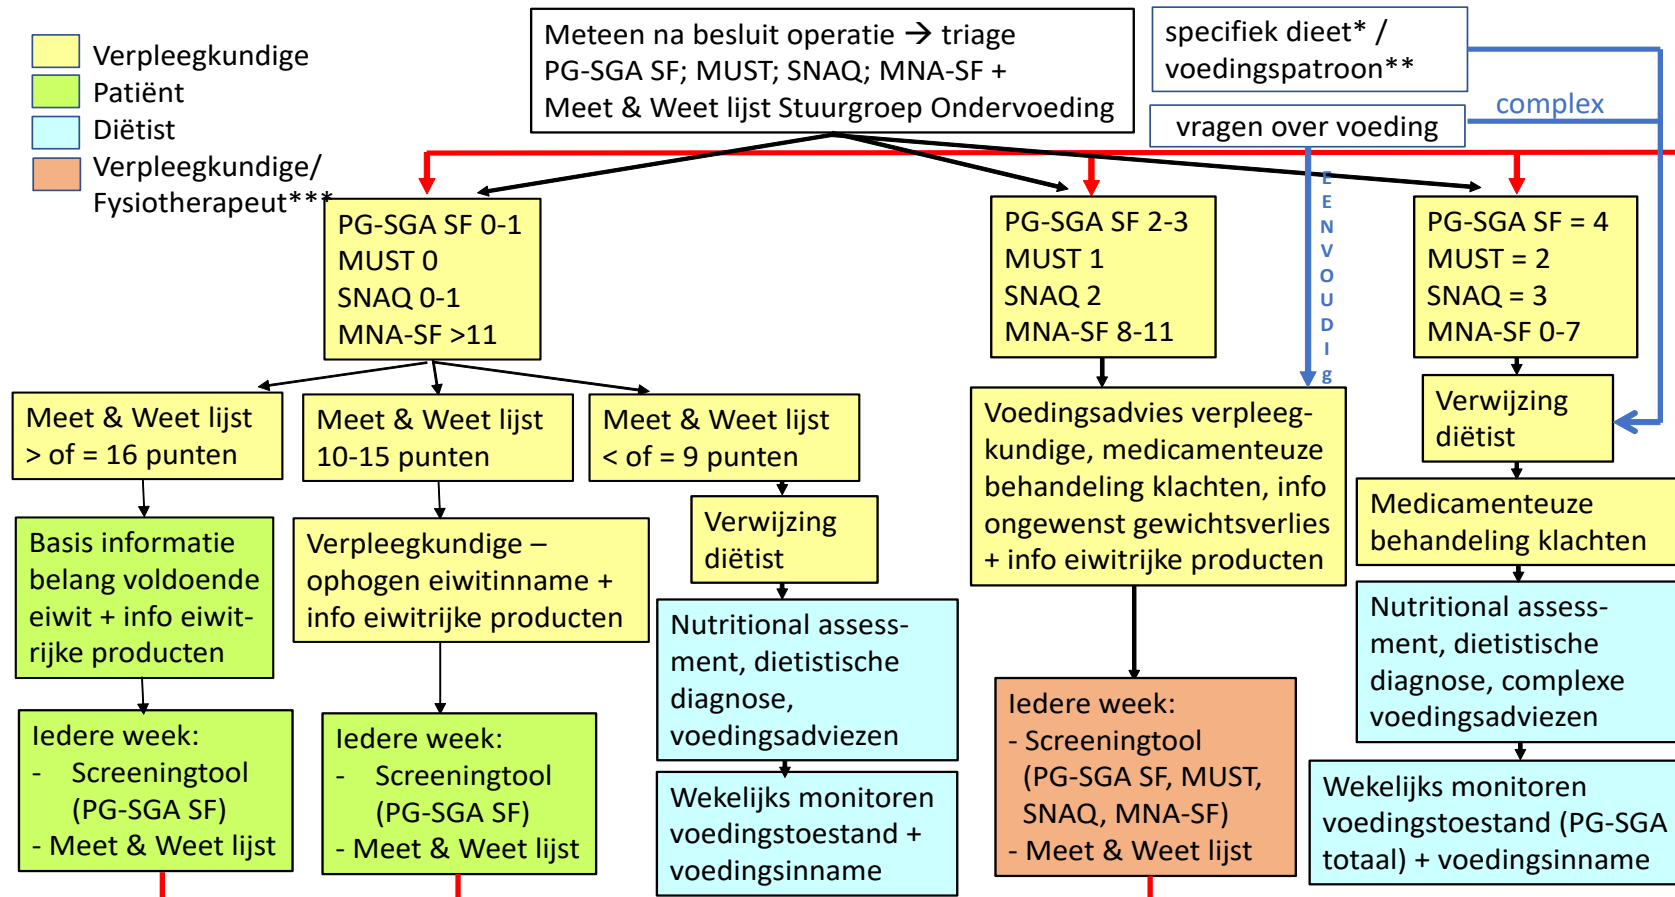 Verpleegkundige
Patiënt
Diëtist
Verpleegkundige/
Fysiotherapeut***
Meteen na besluit operatie → triage
PG-SGA SF; MUST; SNAQ; MNA-SF +
Meet & Weet lijst Stuurgroep Ondervoeding
specifiek dieet* /
voedingspatroon**
complex
vragen over voeding
EENVOUDIg
PG-SGA SF 0-1
MUST 0
SNAQ 0-1
MNA-SF >11
PG-SGA SF 2-3
MUST 1
SNAQ 2
MNA-SF 8-11
PG-SGA SF = 4
MUST = 2
SNAQ = 3
MNA-SF 0-7
Meet & Weet lijst
> of = 16 punten
Meet & Weet lijst
10-15 punten
Meet & Weet lijst
< of = 9 punten
Voedingsadvies verpleeg-
kundige, medicamenteuze
behandeling klachten, info
ongewenst gewichtsverlies
+ info eiwitrijke producten
Verwijzing
diëtist
Basis informatie
belang voldoende
eiwit + info eiwit-
rijke producten
Verpleegkundige –
ophogen eiwitinname +
info eiwitrijke producten
Verwijzing
diëtist
Medicamenteuze
behandeling klachten
Nutritional assess-
ment, dietistische
diagnose,
voedingsadviezen
Nutritional assess-
ment, dietistische
diagnose, complexe
voedingsadviezen
Iedere week:
- Screeningtool
(PG-SGA SF)
- Meet & Weet lijst
Iedere week:
- Screeningtool
(PG-SGA SF)
- Meet & Weet lijst
Wekelijks monitoren
voedingstoestand +
voedingsinname
Iedere week:
- Screeningtool
(PG-SGA SF, MUST,
SNAQ, MNA-SF)
- Meet & Weet lijst
Wekelijks monitoren
voedingstoestand (PG-SGA
totaal) + voedingsinname